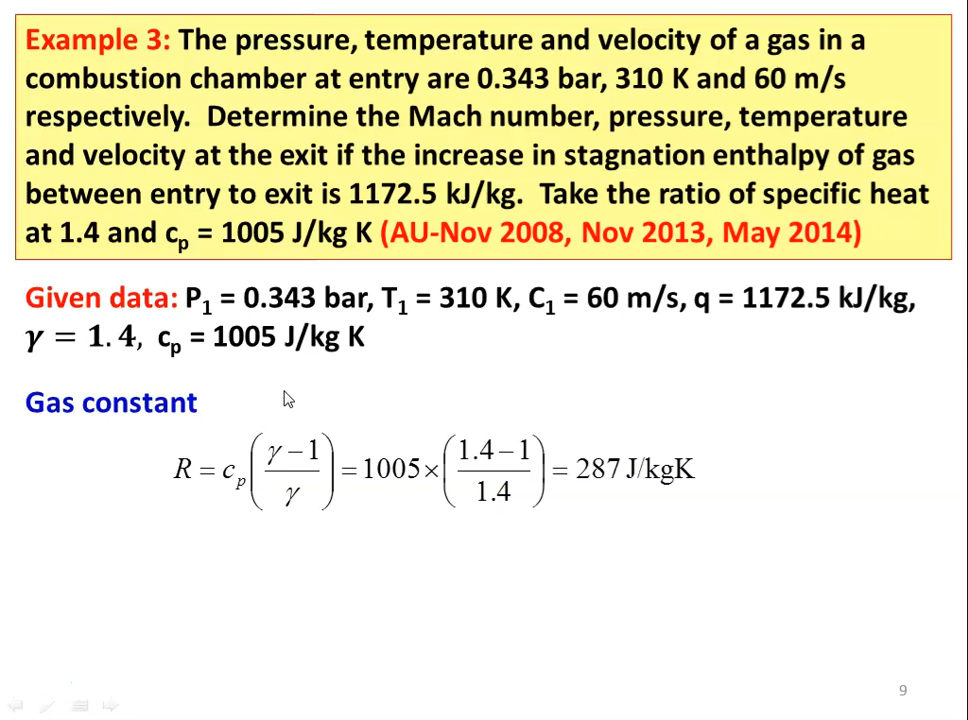 Example 3: The pressure, temperature and velocity of a gas in a
combustion chamber at entry are 0.343 bar, 310 K and 60 m/s
respectively. Determine the Mach number, pressure, temperature
and velocity at the exit if the increase in stagnation enthalpy of gas
between entry to exit is 1172.5 kJ/kg. Take the ratio of specific heat
at 1.4 and cₚ = 1005 J/kg K (AU-Nov 2008, Nov 2013, May 2014)
Given data: P₁ = 0.343 bar, T₁ = 310 K, C₁ = 60 m/s, q = 1172.5 kJ/kg,
γ = 1.4, cₚ = 1005 J/kg K
Gas constant
R = cₚ((γ − 1)/γ) = 1005 × ((1.4 − 1)/1.4) = 287 J/kgK
9